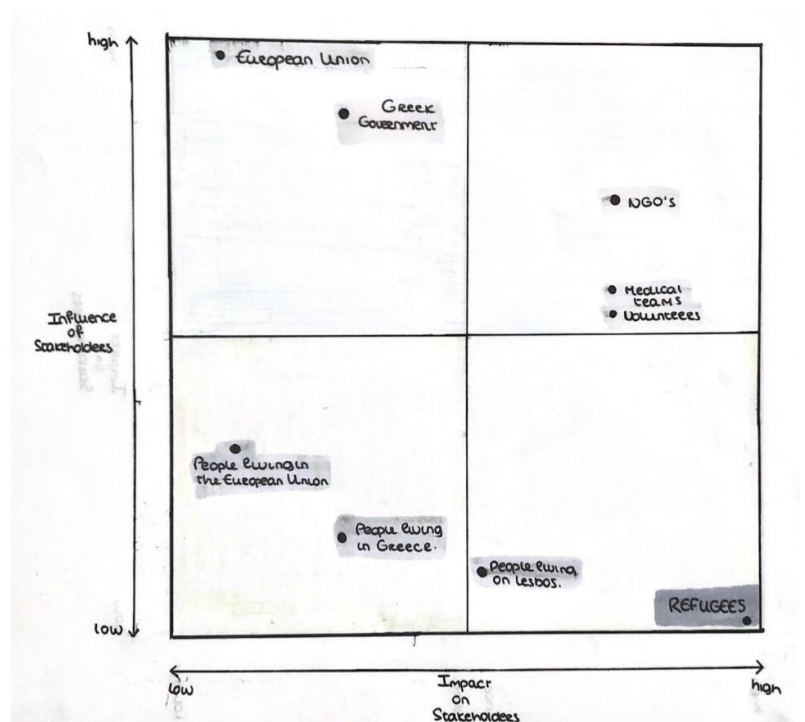 high
European Union
Greek
Government
NGO's
Medical
teams
Volunteers
Influence
of
Stakeholders
People living in
the European Union
People living
in Greece.
People living
on Lesbos.
REFUGEES
low
low
Impact
on
Stakeholders
high